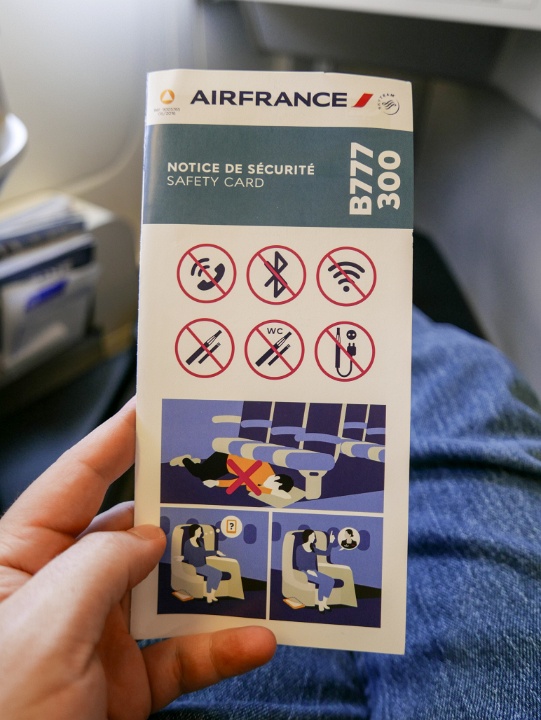 AIRFRANCE
NOTICE DE SÉCURITÉ
SAFETY CARD
B777
300
WC
?